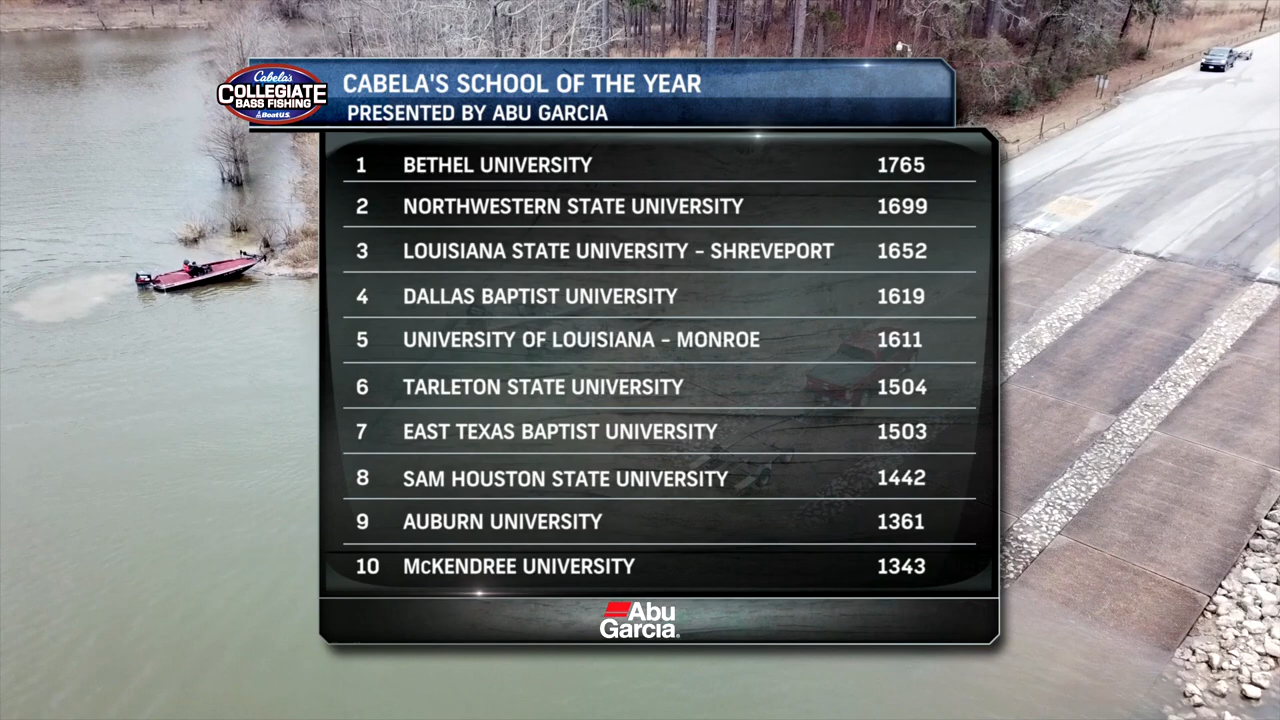 Cabela's
COLLEGIATE
BASS FISHING
BoatU.S.
CABELA'S SCHOOL OF THE YEAR
PRESENTED BY ABU GARCIA
1 BETHEL UNIVERSITY 1765
2 NORTHWESTERN STATE UNIVERSITY 1699
3 LOUISIANA STATE UNIVERSITY - SHREVEPORT 1652
4 DALLAS BAPTIST UNIVERSITY 1619
5 UNIVERSITY OF LOUISIANA - MONROE 1611
6 TARLETON STATE UNIVERSITY 1504
7 EAST TEXAS BAPTIST UNIVERSITY 1503
8 SAM HOUSTON STATE UNIVERSITY 1442
9 AUBURN UNIVERSITY 1361
10 McKENDREE UNIVERSITY 1343
Abu
Garcia